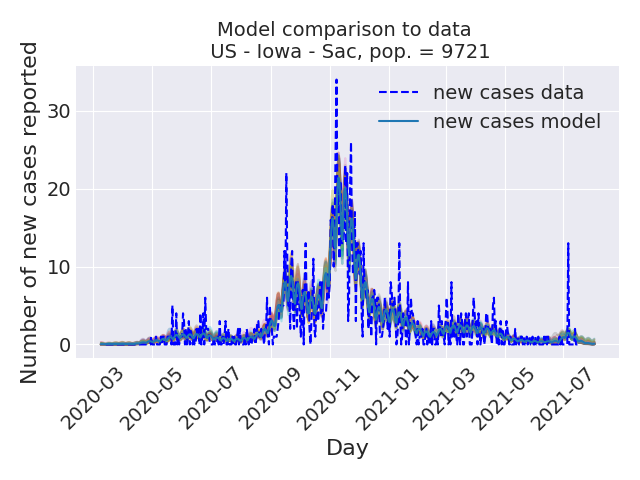 Model comparison to data
US - Iowa - Sac, pop. = 9721
Number of new cases reported
30
20
10
0
new cases data
new cases model
2020-03
2020-05
2020-07
2020-09
2020-11
2021-01
2021-03
2021-05
2021-07
Day